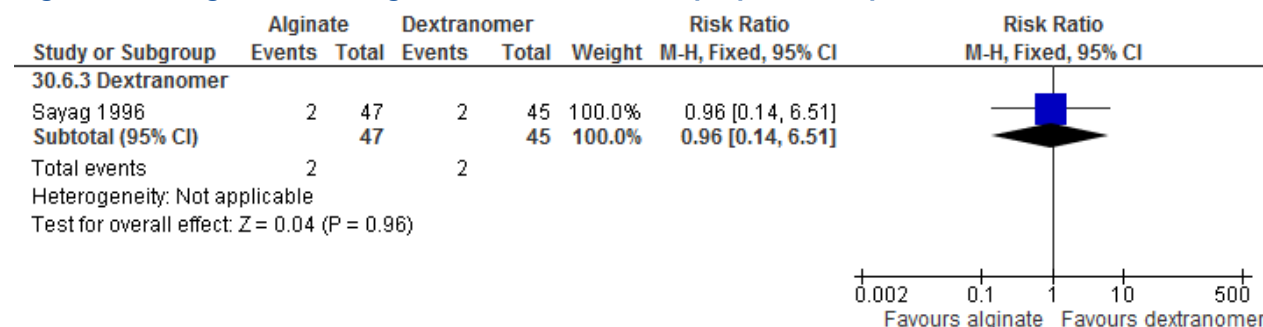 Alginate Dextranomer Risk Ratio Risk Ratio
Study or Subgroup Events Total Events Total Weight M-H, Fixed, 95% CI M-H, Fixed, 95% CI
30.6.3 Dextranomer
Sayag 1996 2 47 2 45 100.0% 0.96 [0.14, 6.51]
Subtotal (95% CI) 47 45 100.0% 0.96 [0.14, 6.51]
Total events 2 2
Heterogeneity: Not applicable
Test for overall effect: Z = 0.04 (P = 0.96)
0.002 0.1 1 10 500
Favours alginate Favours dextranomer